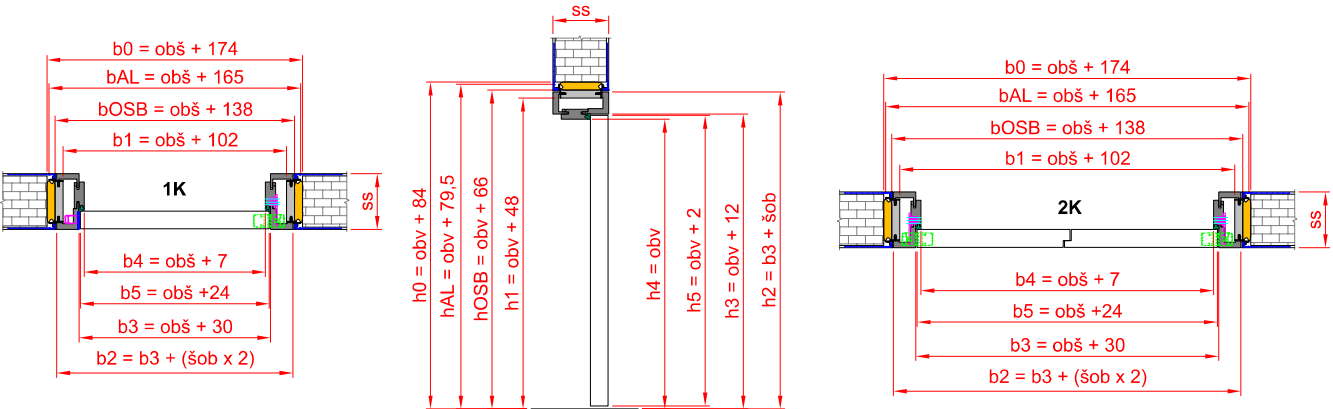 b0 = obš + 174
bAL = obš + 165
bOSB = obš + 138
b1 = obš + 102
1K
ss
b4 = obš + 7
b5 = obš +24
b3 = obš + 30
b2 = b3 + (šob x 2)
ss
h0 = obv + 84
hAL = obv + 79,5
hOSB = obv + 66
h1 = obv + 48
h4 = obv
h5 = obv + 2
h3 = obv + 12
h2 = b3 + šob
b0 = obš + 174
bAL = obš + 165
bOSB = obš + 138
b1 = obš + 102
2K
ss
b4 = obš + 7
b5 = obš +24
b3 = obš + 30
b2 = b3 + (šob x 2)